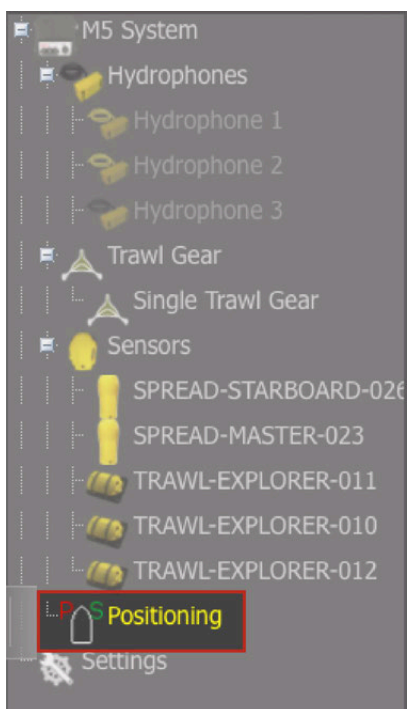 M5 System
Hydrophones
Hydrophone 1
Hydrophone 2
Hydrophone 3
Trawl Gear
Single Trawl Gear
Sensors
SPREAD-STARBOARD-026
SPREAD-MASTER-023
TRAWL-EXPLORER-011
TRAWL-EXPLORER-010
TRAWL-EXPLORER-012
P S Positioning
Settings